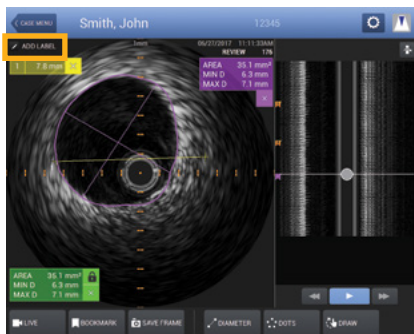 CASE MENU
Smith, John
12345
ADD LABEL
1mm
06/27/2017 11:11:33AM
REVIEW 176
1 7.8 mm
AREA 35.1 mm²
MIN D 6.3 mm
MAX D 7.1 mm
AREA 35.1 mm²
MIN D 6.3 mm
MAX D 7.1 mm
LIVE
BOOKMARK
SAVE FRAME
DIAMETER
DOTS
DRAW